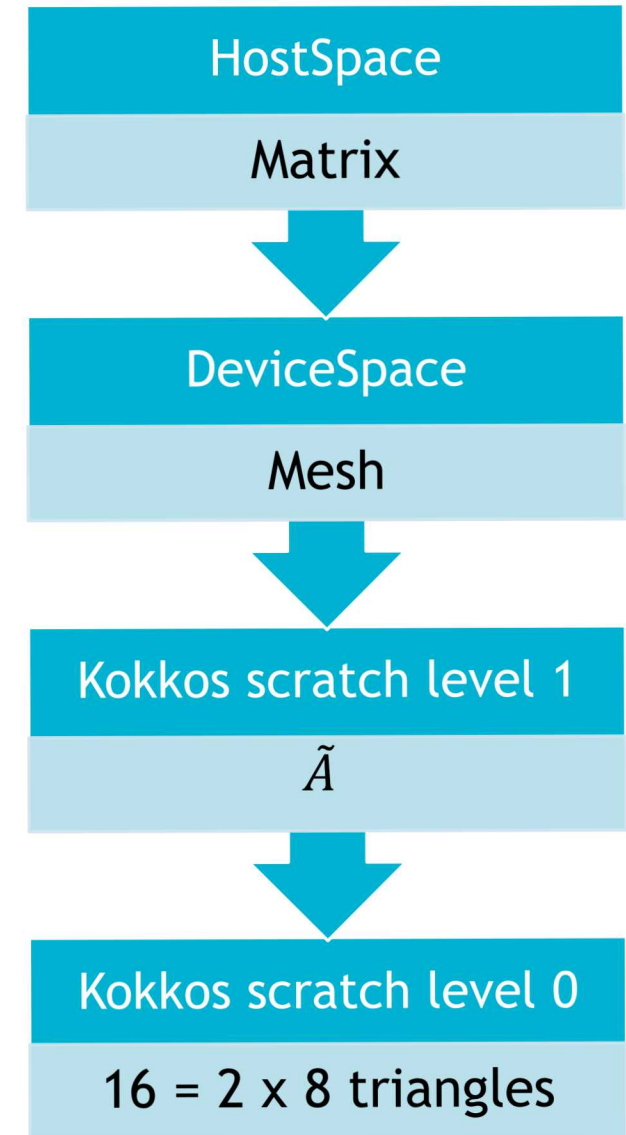 HostSpace
Matrix
DeviceSpace
Mesh
Kokkos scratch level 1
Ã
Kokkos scratch level 0
16 = 2 x 8 triangles